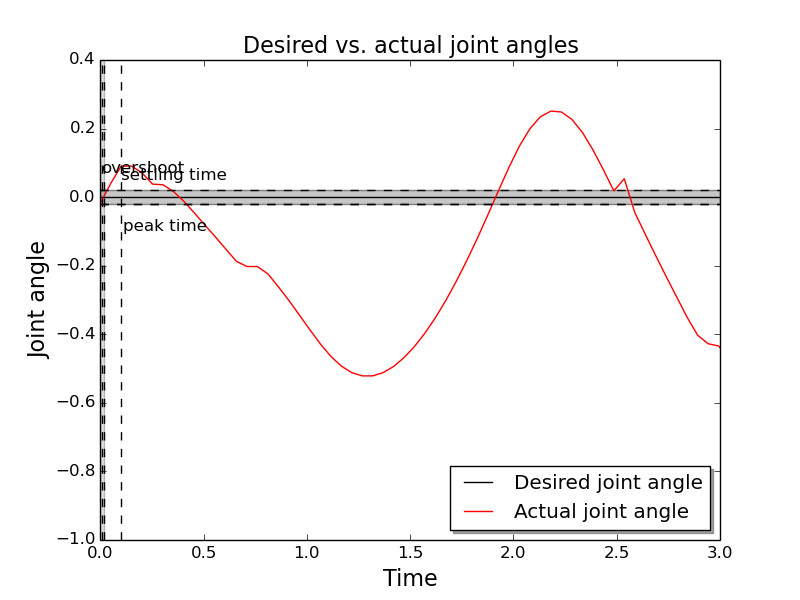 Desired vs. actual joint angles
0.4
0.2
overshoot
settling time
0.0
peak time
−0.2
Joint angle
−0.4
−0.6
−0.8
Desired joint angle
Actual joint angle
−1.0
0.0 0.5 1.0 1.5 2.0 2.5 3.0
Time